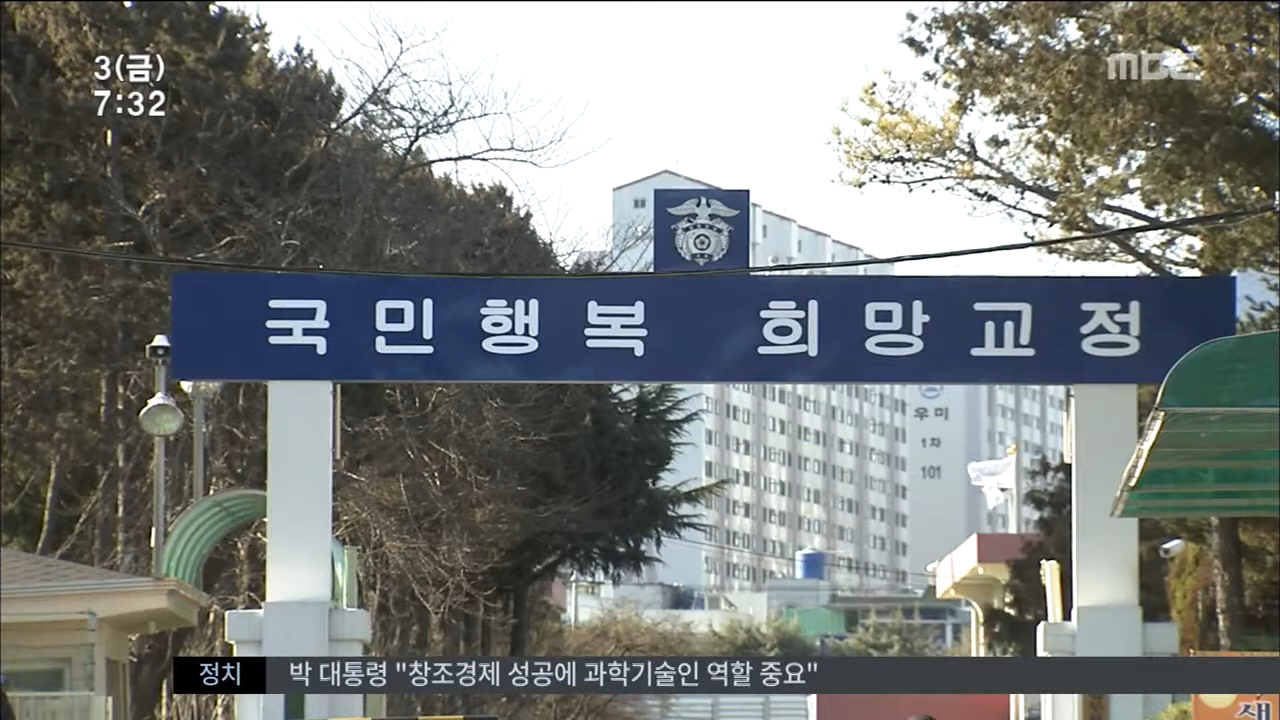 3(금)
7:32
MBC
국민행복 희망교정
우미
1차
101
정치 박 대통령 "창조경제 성공에 과학기술인 역할 중요"
색